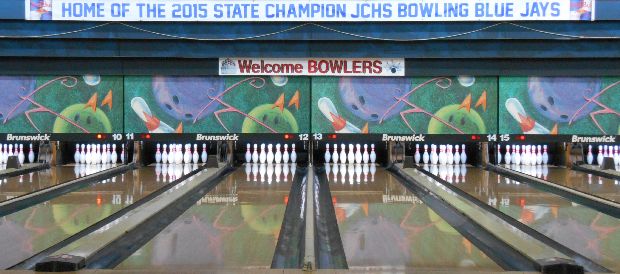 HOME OF THE 2015 STATE CHAMPION JCHS BOWLING BLUE JAYS
Welcome BOWLERS
Brunswick 10 11 Brunswick 12 13 Brunswick 14 15 Brunswick